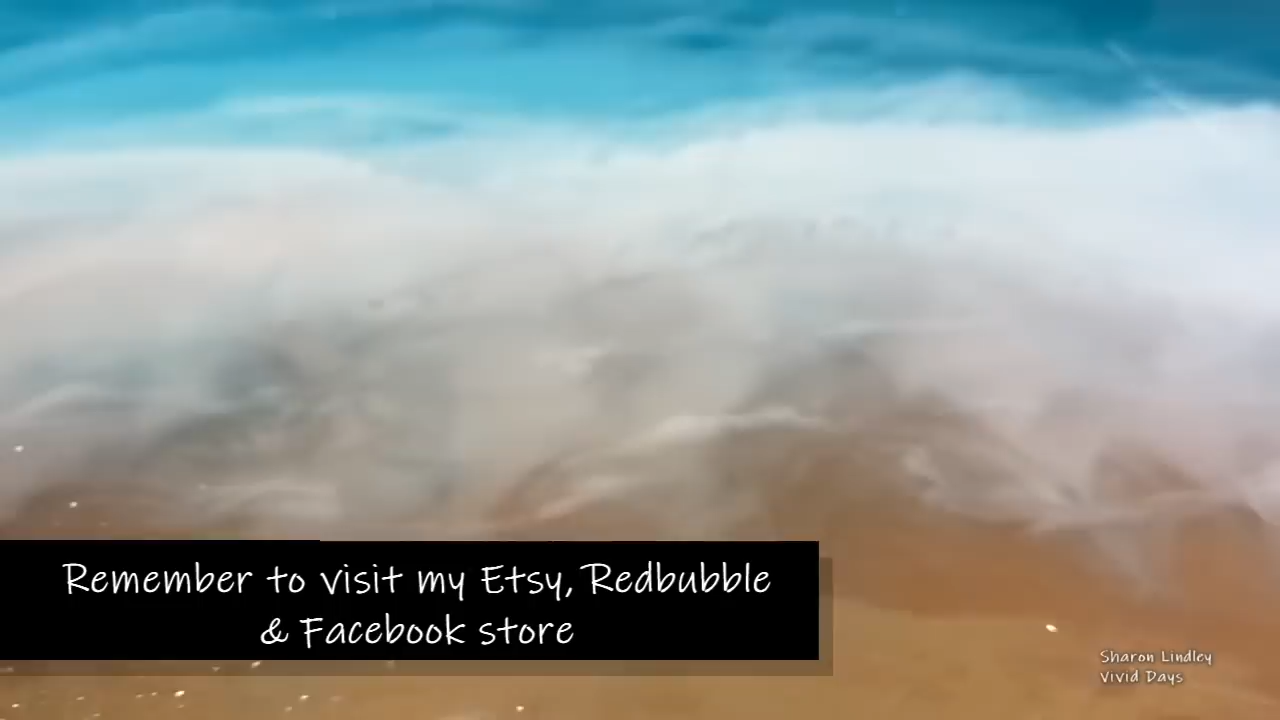 Remember to visit my Etsy, Redbubble
& Facebook store
Sharon Lindley
Vivid Days